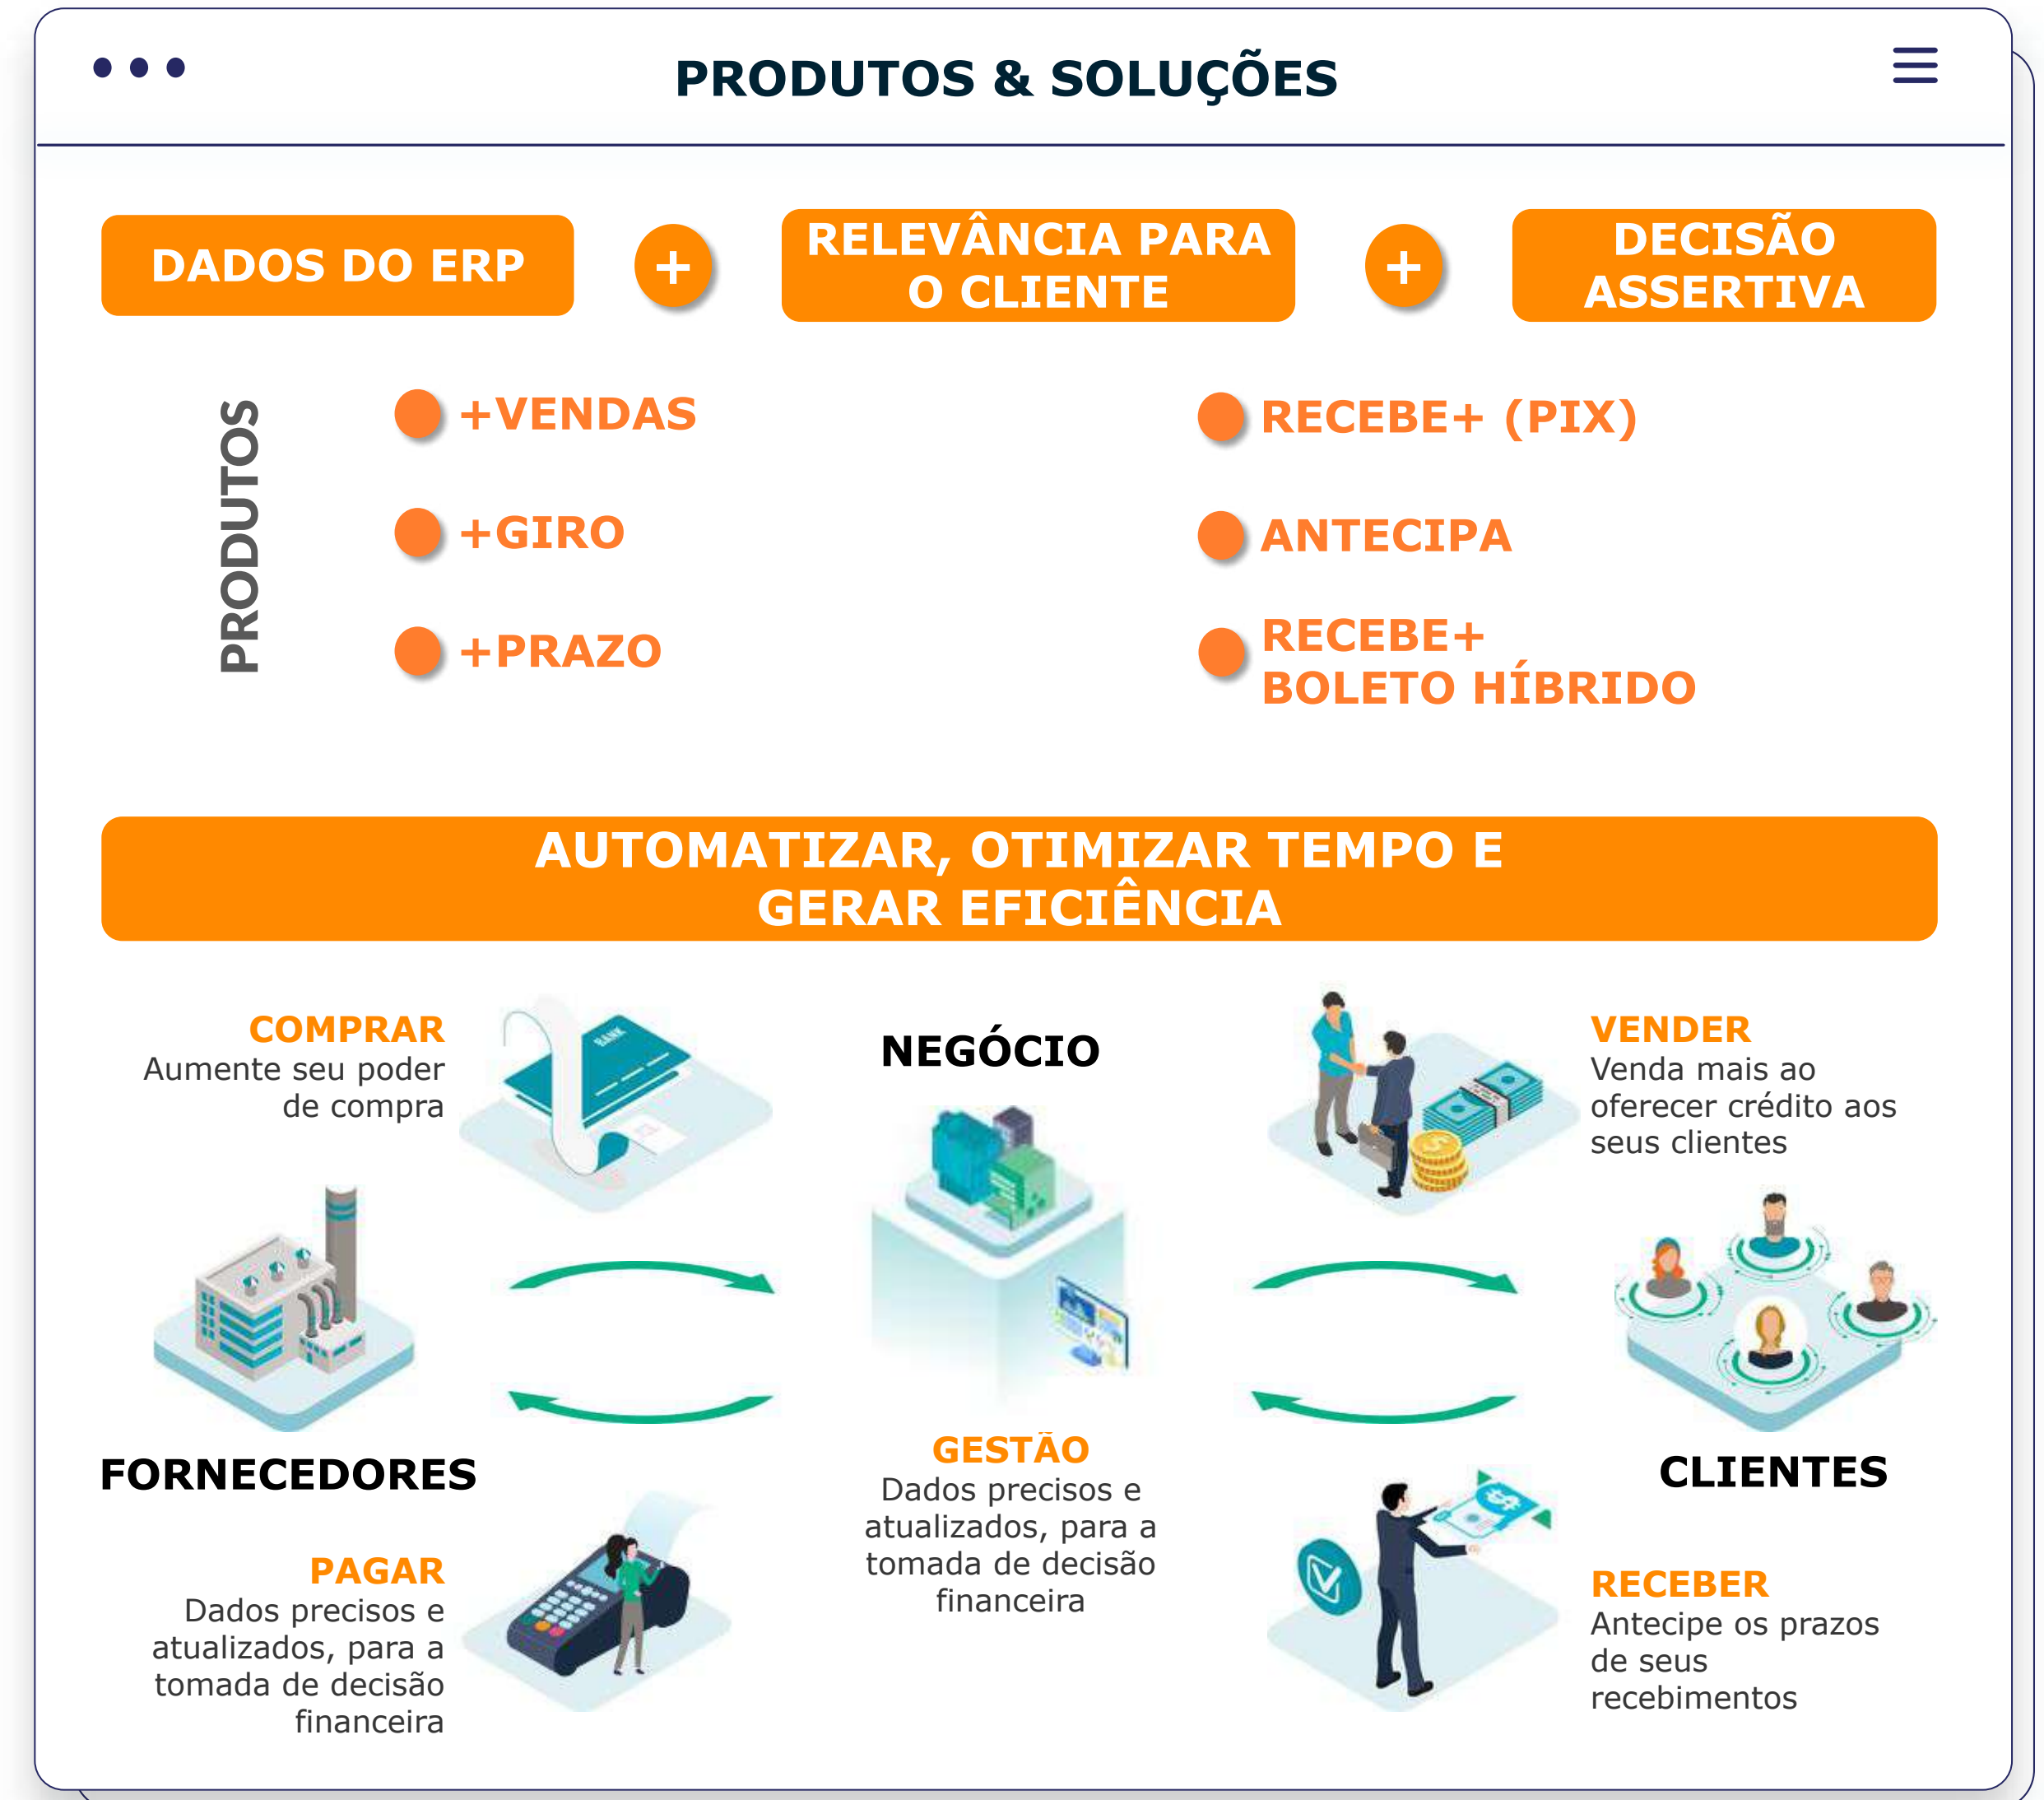 PRODUTOS & SOLUÇÕES
DADOS DO ERP
+
RELEVÂNCIA PARA
O CLIENTE
+
DECISÃO
ASSERTIVA
PRODUTOS
+VENDAS
+GIRO
+PRAZO
RECEBE+ (PIX)
ANTECIPA
RECEBE+
BOLETO HÍBRIDO
AUTOMATIZAR, OTIMIZAR TEMPO E
GERAR EFICIÊNCIA
COMPRAR
Aumente seu poder
de compra
BANK
NEGÓCIO
VENDER
Venda mais ao
oferecer crédito aos
seus clientes
FORNECEDORES
GESTÃO
Dados precisos e
atualizados, para a
tomada de decisão
financeira
CLIENTES
PAGAR
Dados precisos e
atualizados, para a
tomada de decisão
financeira
RECEBER
Antecipe os prazos
de seus
recebimentos